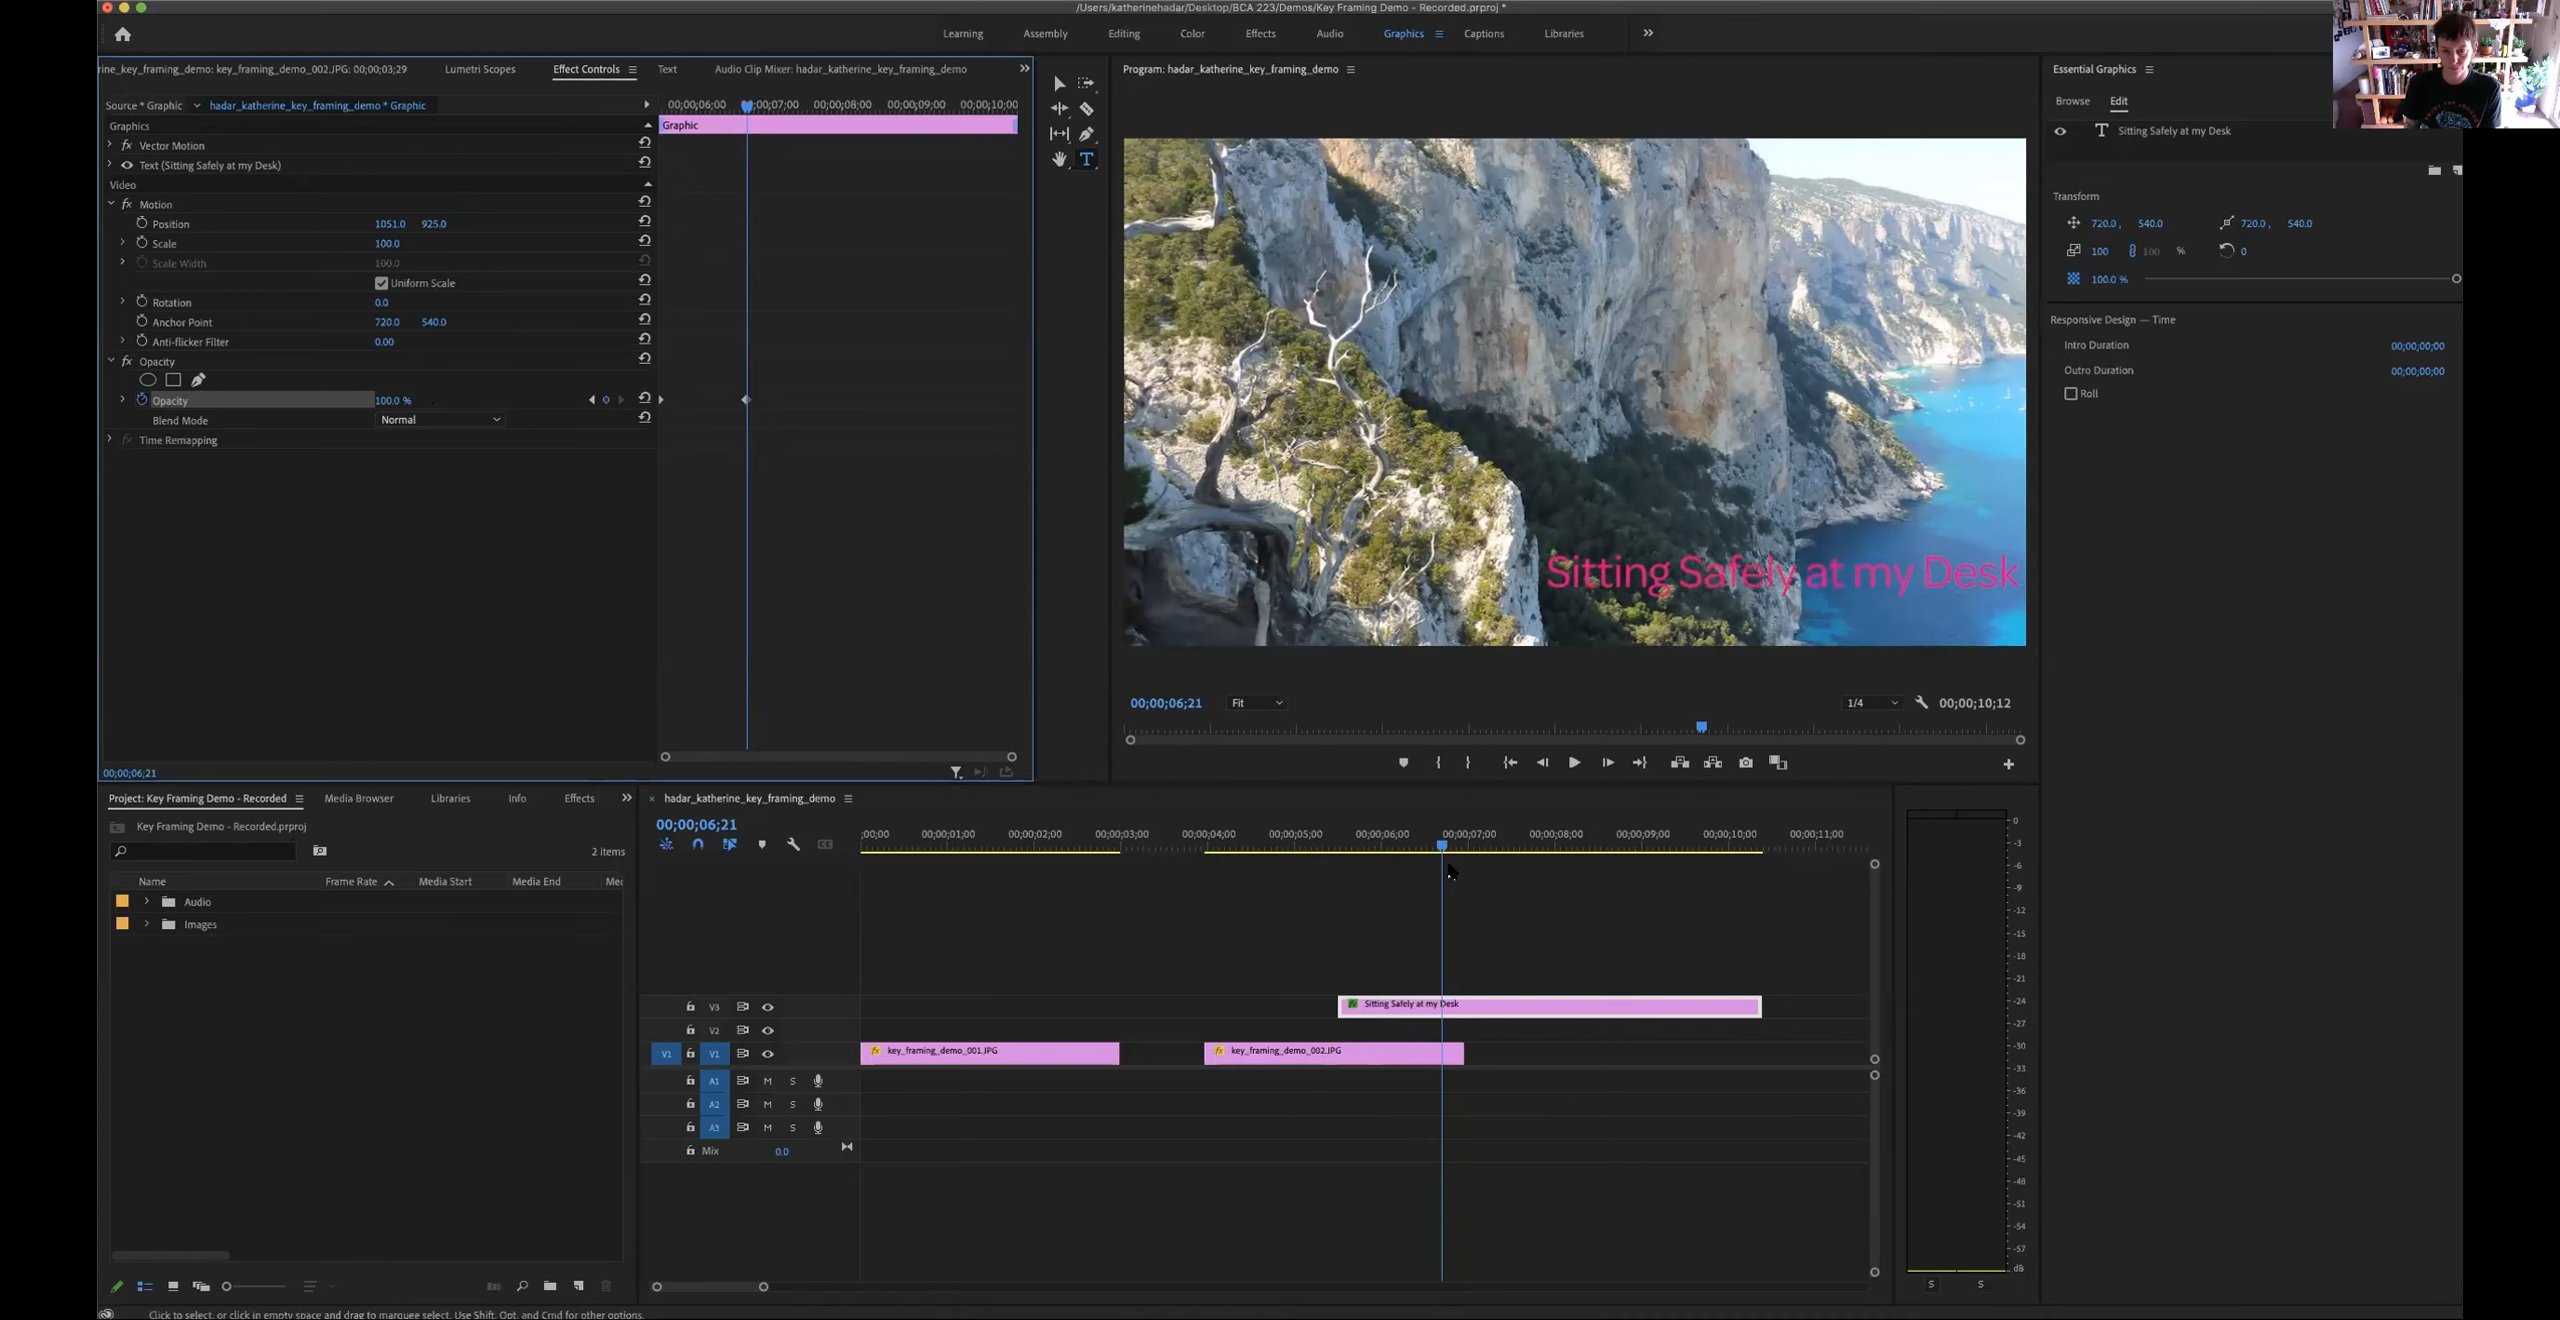 /Users/katherinehadar/Desktop/BCA 223/Demos/Key Framing Demo - Recorded.prproj *
Learning Assembly Editing Color Effects Audio Graphics Captions Libraries
rine_key_framing_demo: key_framing_demo_002.JPG: 00;00;03;29 Lumetri Scopes Effect Controls Text Audio Clip Mixer: hadar_katherine_key_framing_demo
Source * Graphic hadar_katherine_key_framing_demo * Graphic
00;00;06;00 00;00;07;00 00;00;08;00 00;00;09;00 00;00;10;00
Graphics
Graphic
fx Vector Motion
Text (Sitting Safely at my Desk)
Video
fx Motion
Position 1051.0 925.0
Scale 100.0
Scale Width 100.0
Uniform Scale
Rotation 0.0
Anchor Point 720.0 540.0
Anti-flicker Filter 0.00
fx Opacity
Opacity 100.0 %
Blend Mode Normal
fx Time Remapping
00;00;06;21
Program: hadar_katherine_key_framing_demo
Sitting Safely at my Desk
00;00;06;21 Fit 1/4 00;00;10;12
Essential Graphics
Browse Edit
T Sitting Safely at my Desk
Transform
720.0 , 540.0 720.0 , 540.0
100 100 % 0
100.0 %
Responsive Design — Time
Intro Duration 00;00;00;00
Outro Duration 00;00;00;00
Roll
Project: Key Framing Demo - Recorded Media Browser Libraries Info Effects
Key Framing Demo - Recorded.prproj
2 items
Name Frame Rate Media Start Media End Me
Audio
Images
hadar_katherine_key_framing_demo
00;00;06;21
;00;00 00;00;01;00 00;00;02;00 00;00;03;00 00;00;04;00 00;00;05;00 00;00;06;00 00;00;07;00 00;00;08;00 00;00;09;00 00;00;10;00 00;00;11;00
V3 fx Sitting Safely at my Desk
V2
V1 V1 fx key_framing_demo_001.JPG fx key_framing_demo_002.JPG
A1 M S
A2 M S
A3 M S
Mix 0.0
0
-3
-6
-9
-12
-15
-18
-21
-24
-27
-30
-33
-36
-39
-42
-45
-48
-51
-54
-57
dB
S S
Click to select, or click in empty space and drag to marquee select. Use Shift, Opt, and Cmd for other options.